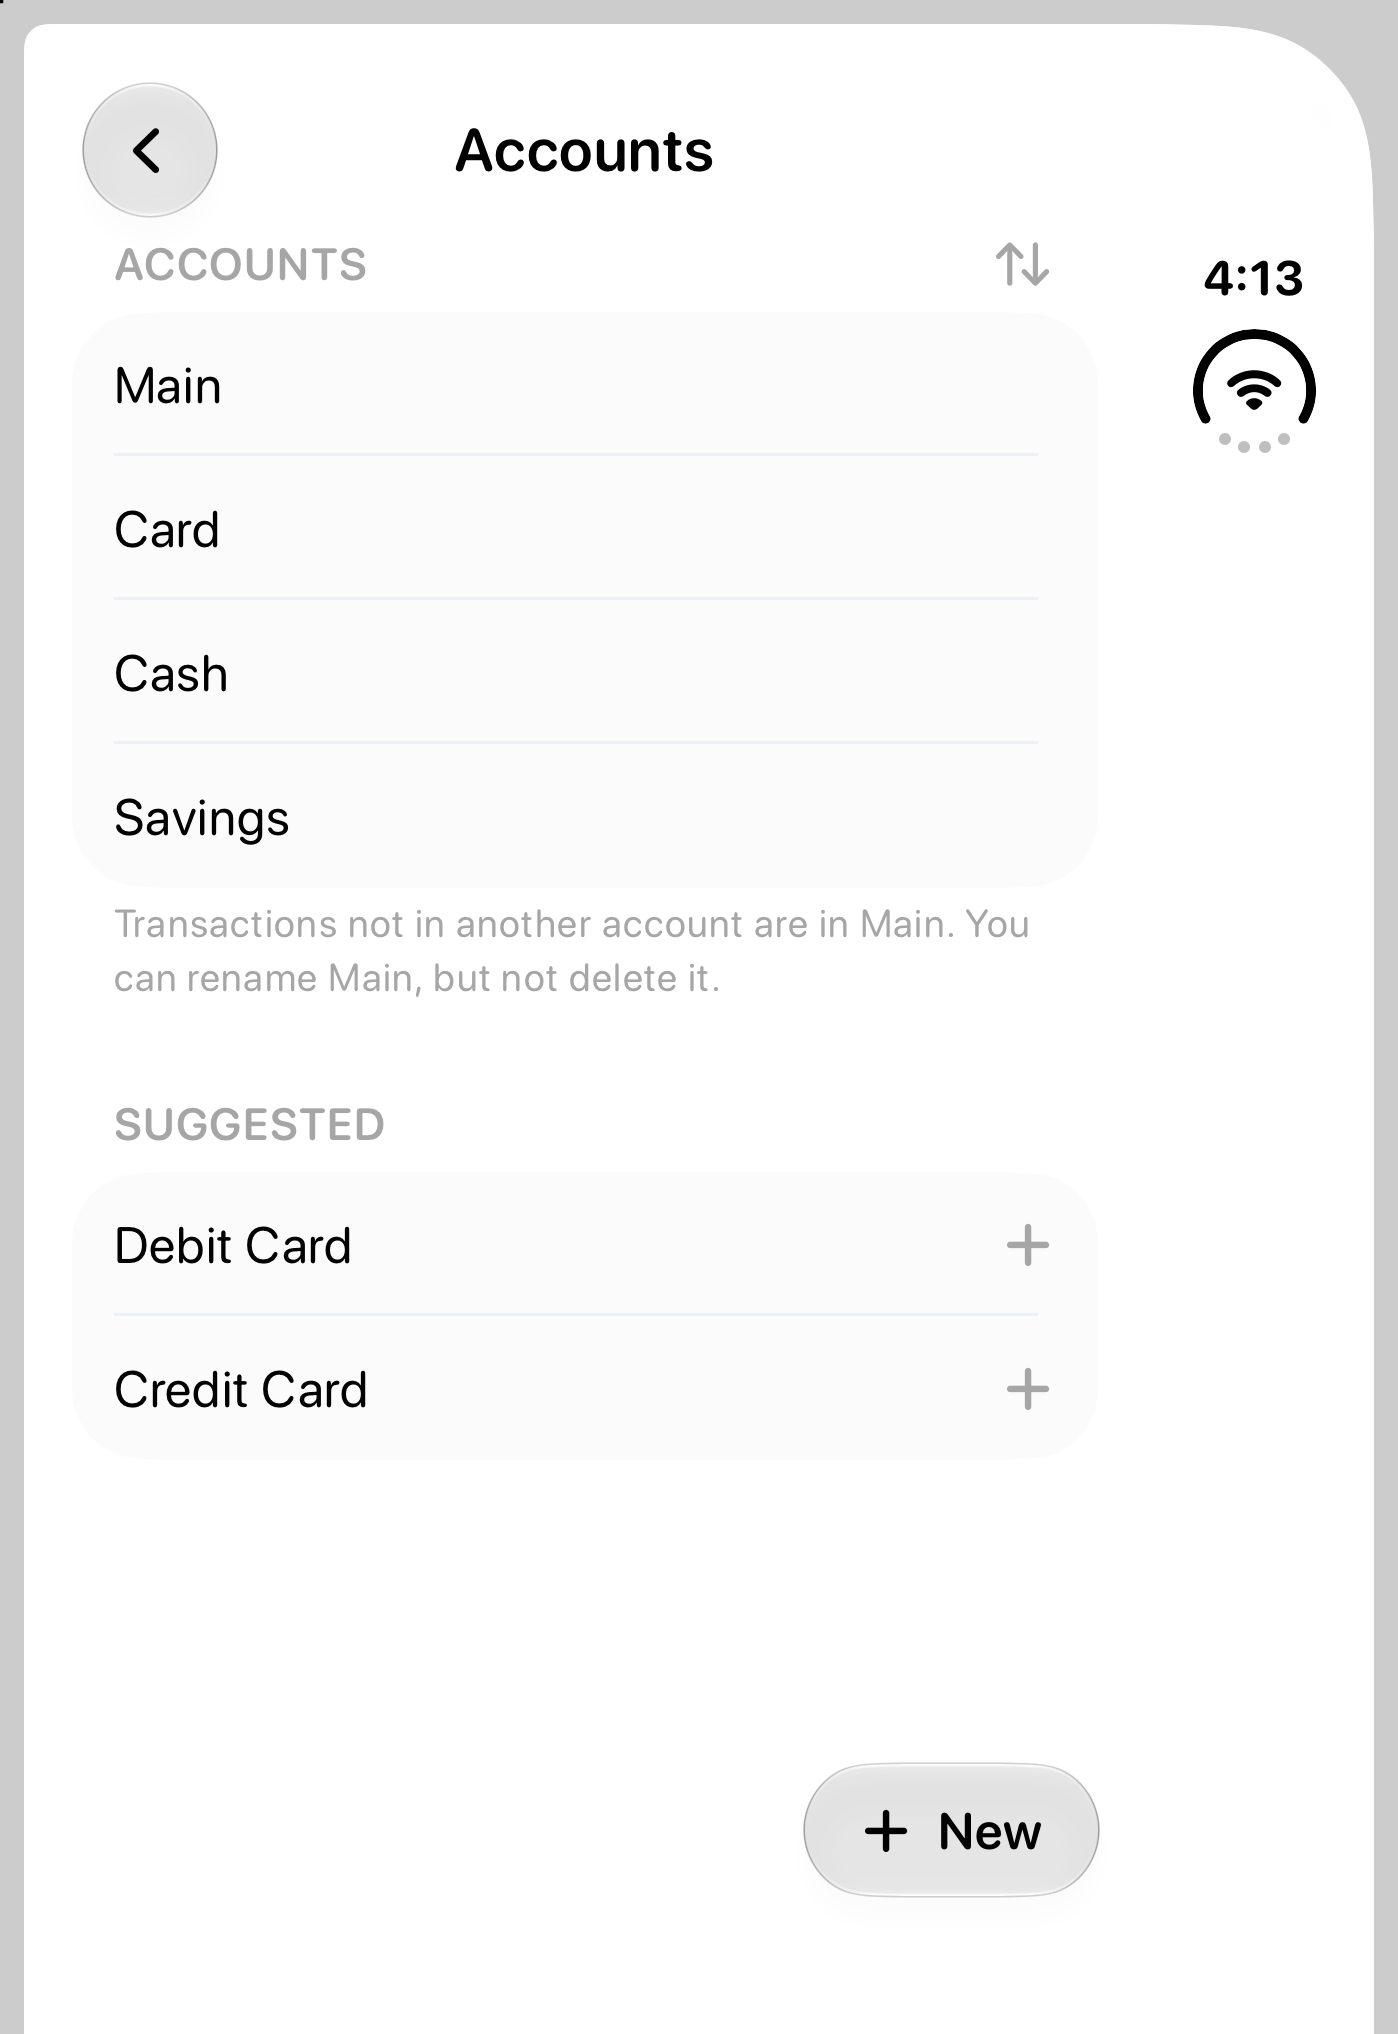 Accounts
ACCOUNTS
4:13
Main
Card
Cash
Savings
Transactions not in another account are in Main. You
can rename Main, but not delete it.
SUGGESTED
Debit Card
Credit Card
New